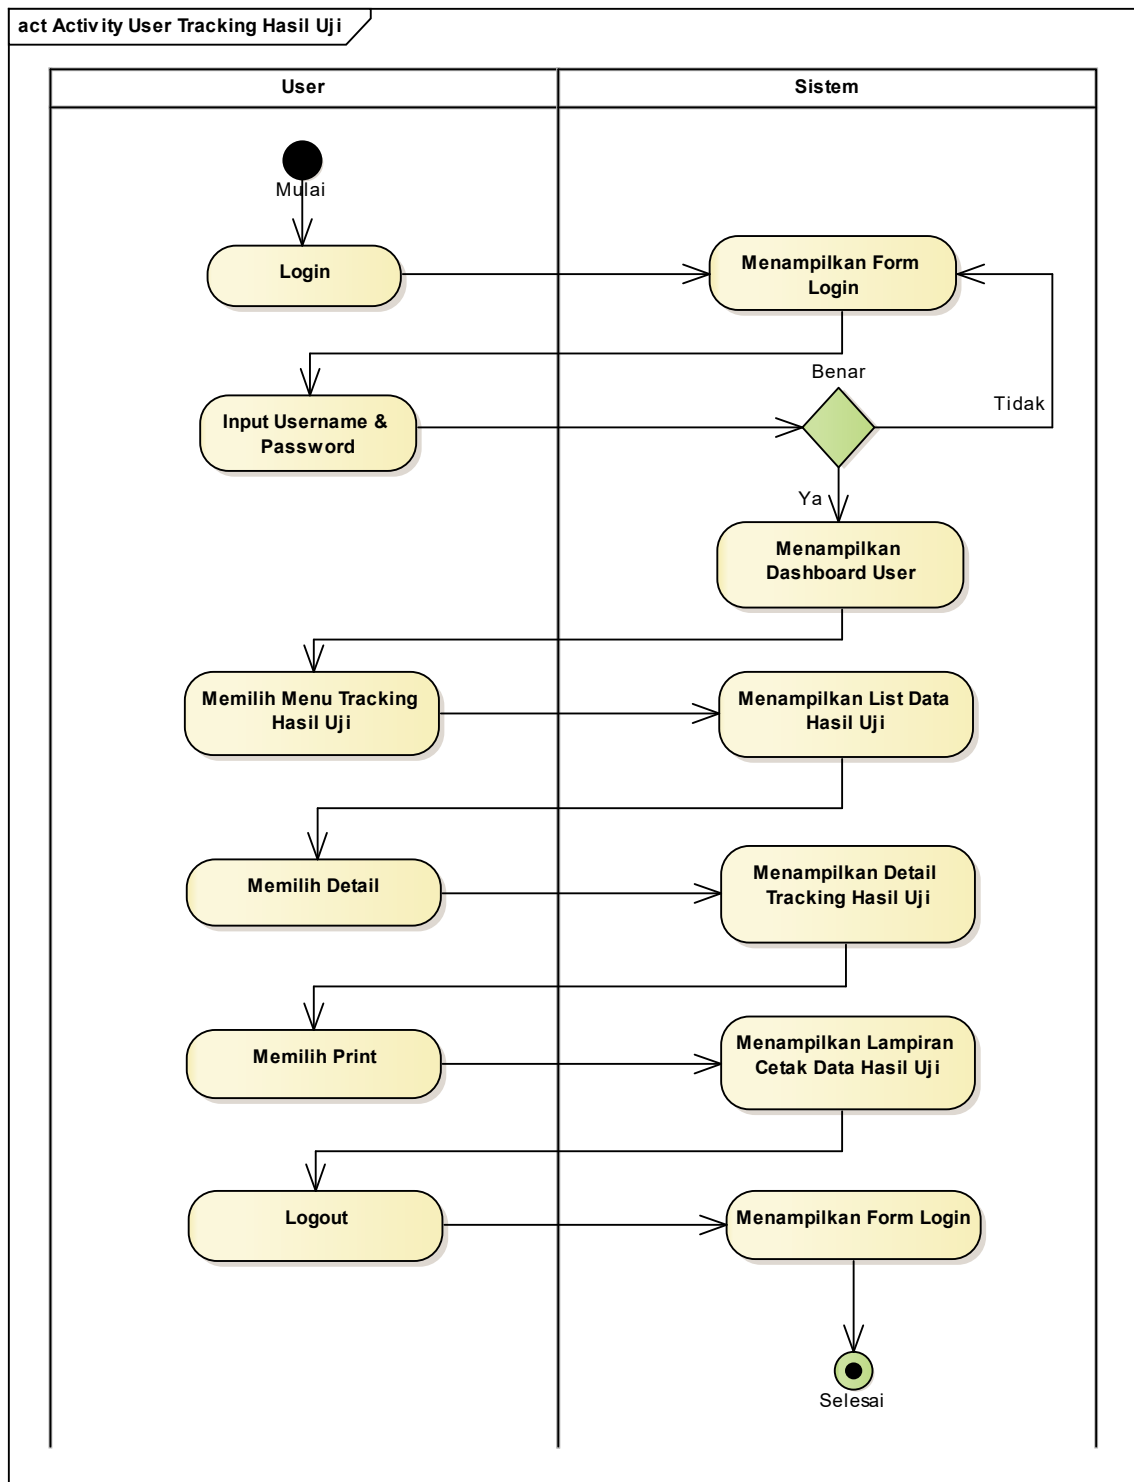 act Activity User Tracking Hasil Uji
User
Sistem
Mulai
Login
Menampilkan Form
Login
Benar
Tidak
Input Username &
Password
Ya
Menampilkan
Dashboard User
Memilih Menu Tracking
Hasil Uji
Menampilkan List Data
Hasil Uji
Memilih Detail
Menampilkan Detail
Tracking Hasil Uji
Memilih Print
Menampilkan Lampiran
Cetak Data Hasil Uji
Logout
Menampilkan Form Login
Selesai